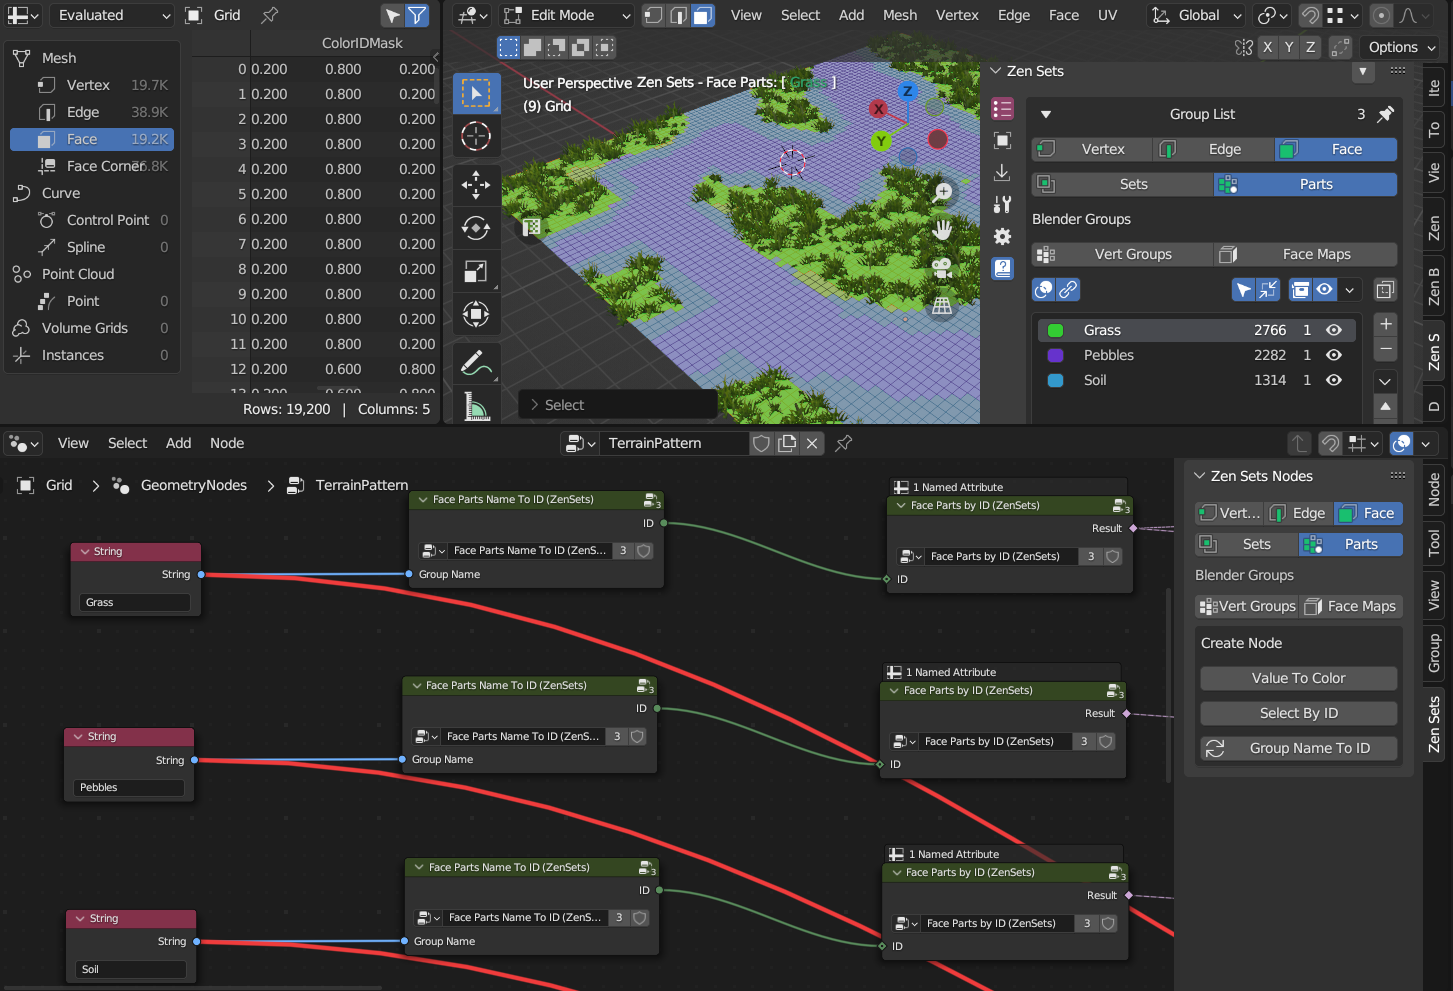 Evaluated
Grid
ColorIDMask
Mesh
Vertex 19.7K
Edge 38.9K
Face 19.2K
Face Corner
Curve
Control Point 0
Spline 0
Point Cloud
Point 0
Volume Grids 0
Instances 0
0 0.200 0.800 0.200
1 0.200 0.800 0.200
2 0.200 0.800 0.200
3 0.200 0.800 0.200
4 0.200 0.800 0.200
5 0.200 0.800 0.200
6 0.200 0.800 0.200
7 0.200 0.800 0.200
8 0.200 0.800 0.200
9 0.200 0.800 0.200
10 0.200 0.800 0.200
11 0.200 0.800 0.200
12 0.200 0.600 0.800
Rows: 19,200 | Columns: 5
Edit Mode View Select Add Mesh Vertex Edge Face UV Global
X Y Z Options
User Perspective Zen Sets - Face Parts: [ Grass ]
(9) Grid
Z
X
Y
> Select
Zen Sets
Group List 3
Vertex Edge Face
Sets Parts
Blender Groups
Vert Groups Face Maps
Grass 2766 1
Pebbles 2282 1
Soil 1314 1
Ite
To
Vie
Zen
Zen B
Zen S
D
View Select Add Node TerrainPattern
Grid > GeometryNodes > TerrainPattern
String
String
Grass
Face Parts Name To ID (ZenSets)
3
ID
Face Parts Name To ID (ZenS... 3
Group Name
1 Named Attribute
Face Parts by ID (ZenSets)
3
Result
Face Parts by ID (ZenSets) 3
ID
String
String
Pebbles
Face Parts Name To ID (ZenSets)
3
ID
Face Parts Name To ID (ZenS... 3
Group Name
1 Named Attribute
Face Parts by ID (ZenSets)
3
Result
Face Parts by ID (ZenSets) 3
ID
String
String
Soil
Face Parts Name To ID (ZenSets)
3
ID
Face Parts Name To ID (ZenS... 3
Group Name
1 Named Attribute
Face Parts by ID (ZenSets)
3
Result
Face Parts by ID (ZenSets) 3
ID
Zen Sets Nodes
Vert... Edge Face
Sets Parts
Blender Groups
Vert Groups Face Maps
Create Node
Value To Color
Select By ID
Group Name To ID
Node
Tool
View
Group
Zen Sets